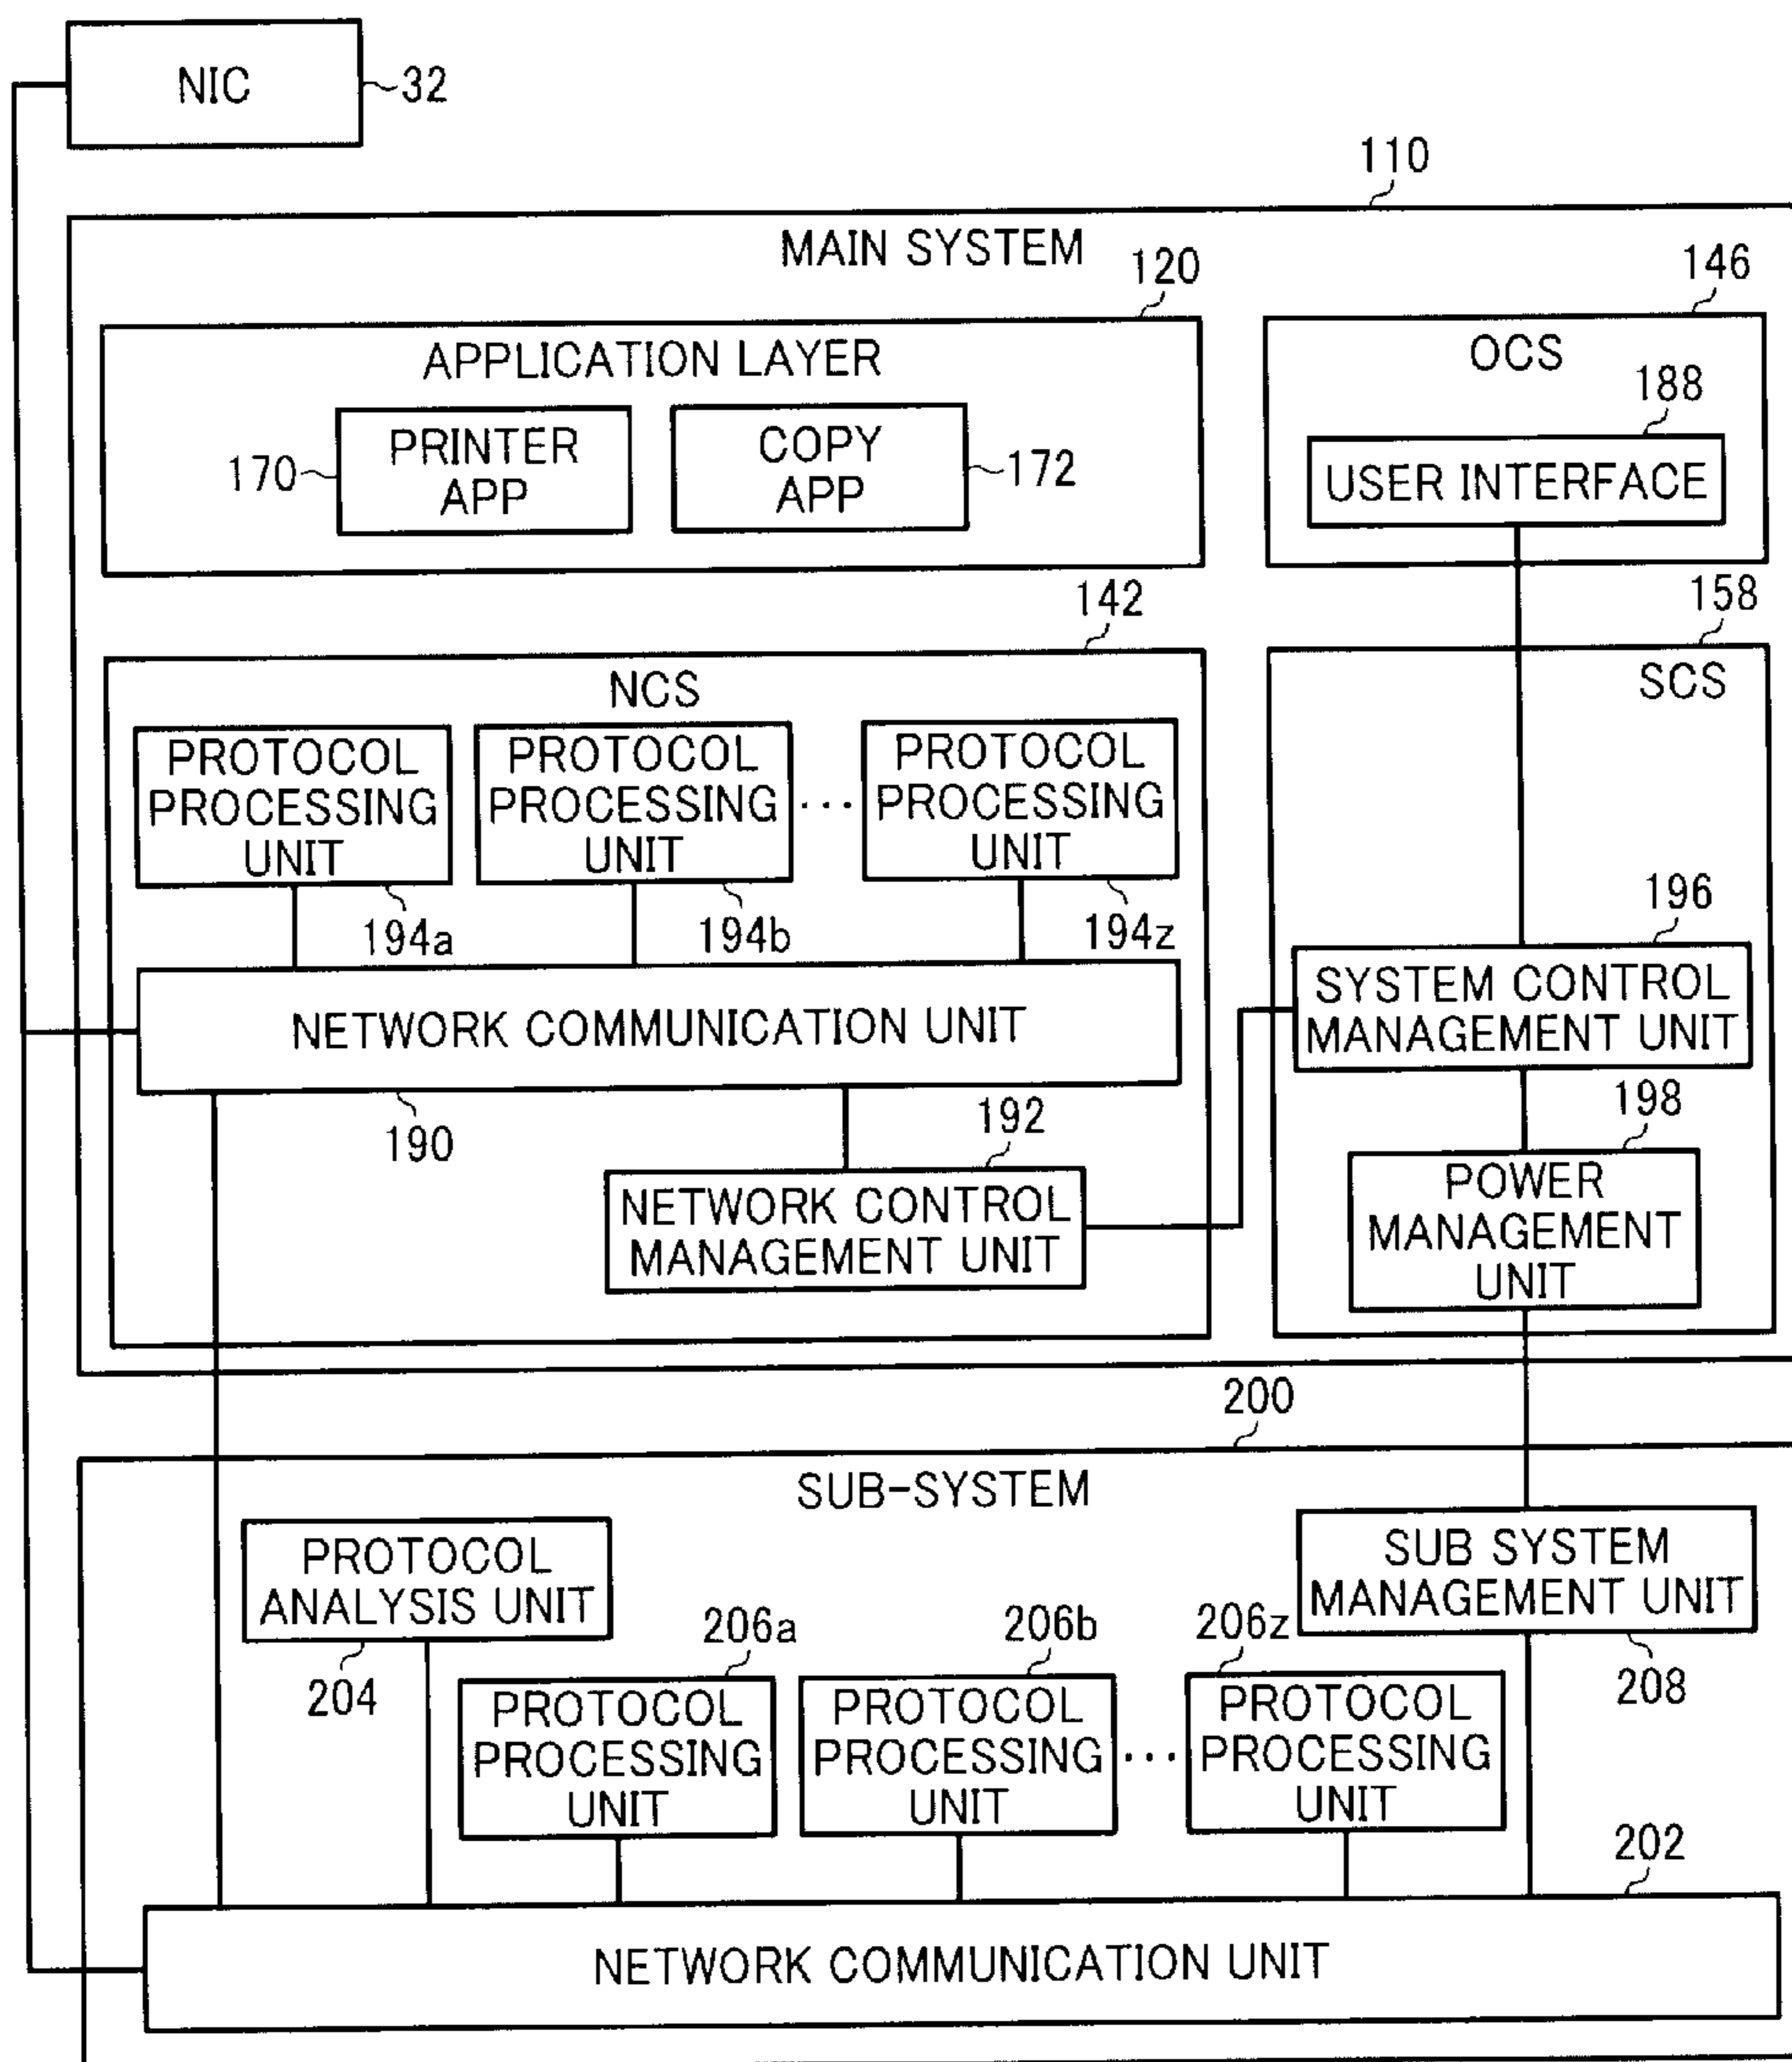 NIC
32
110
MAIN SYSTEM
120
146
APPLICATION LAYER
OCS
188
170
PRINTER
APP
COPY
APP
172
USER INTERFACE
142
158
NCS
SCS
PROTOCOL
PROCESSING
UNIT
PROTOCOL
PROCESSING
UNIT
...
PROTOCOL
PROCESSING
UNIT
194a
194b
194z
196
NETWORK COMMUNICATION UNIT
SYSTEM CONTROL
MANAGEMENT UNIT
190
192
198
NETWORK CONTROL
MANAGEMENT UNIT
POWER
MANAGEMENT
UNIT
200
SUB-SYSTEM
PROTOCOL
ANALYSIS UNIT
204
SUB SYSTEM
MANAGEMENT UNIT
208
206a
206b
206z
PROTOCOL
PROCESSING
UNIT
PROTOCOL
PROCESSING
UNIT
...
PROTOCOL
PROCESSING
UNIT
202
NETWORK COMMUNICATION UNIT